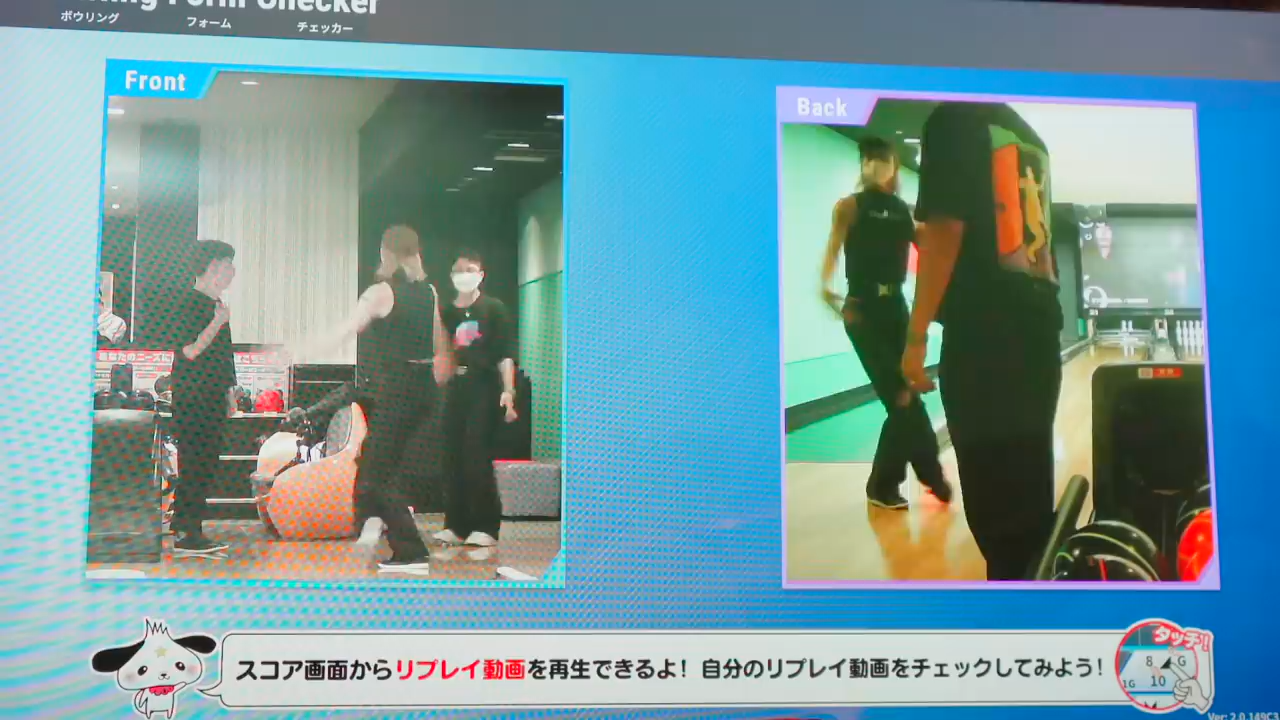 Form Checker
ボウリング フォーム チェッカー
Front
Back
スコア画面からリプレイ動画を再生できるよ! 自分のリプレイ動画をチェックしてみよう!
タッチ!
8 G
1G 10